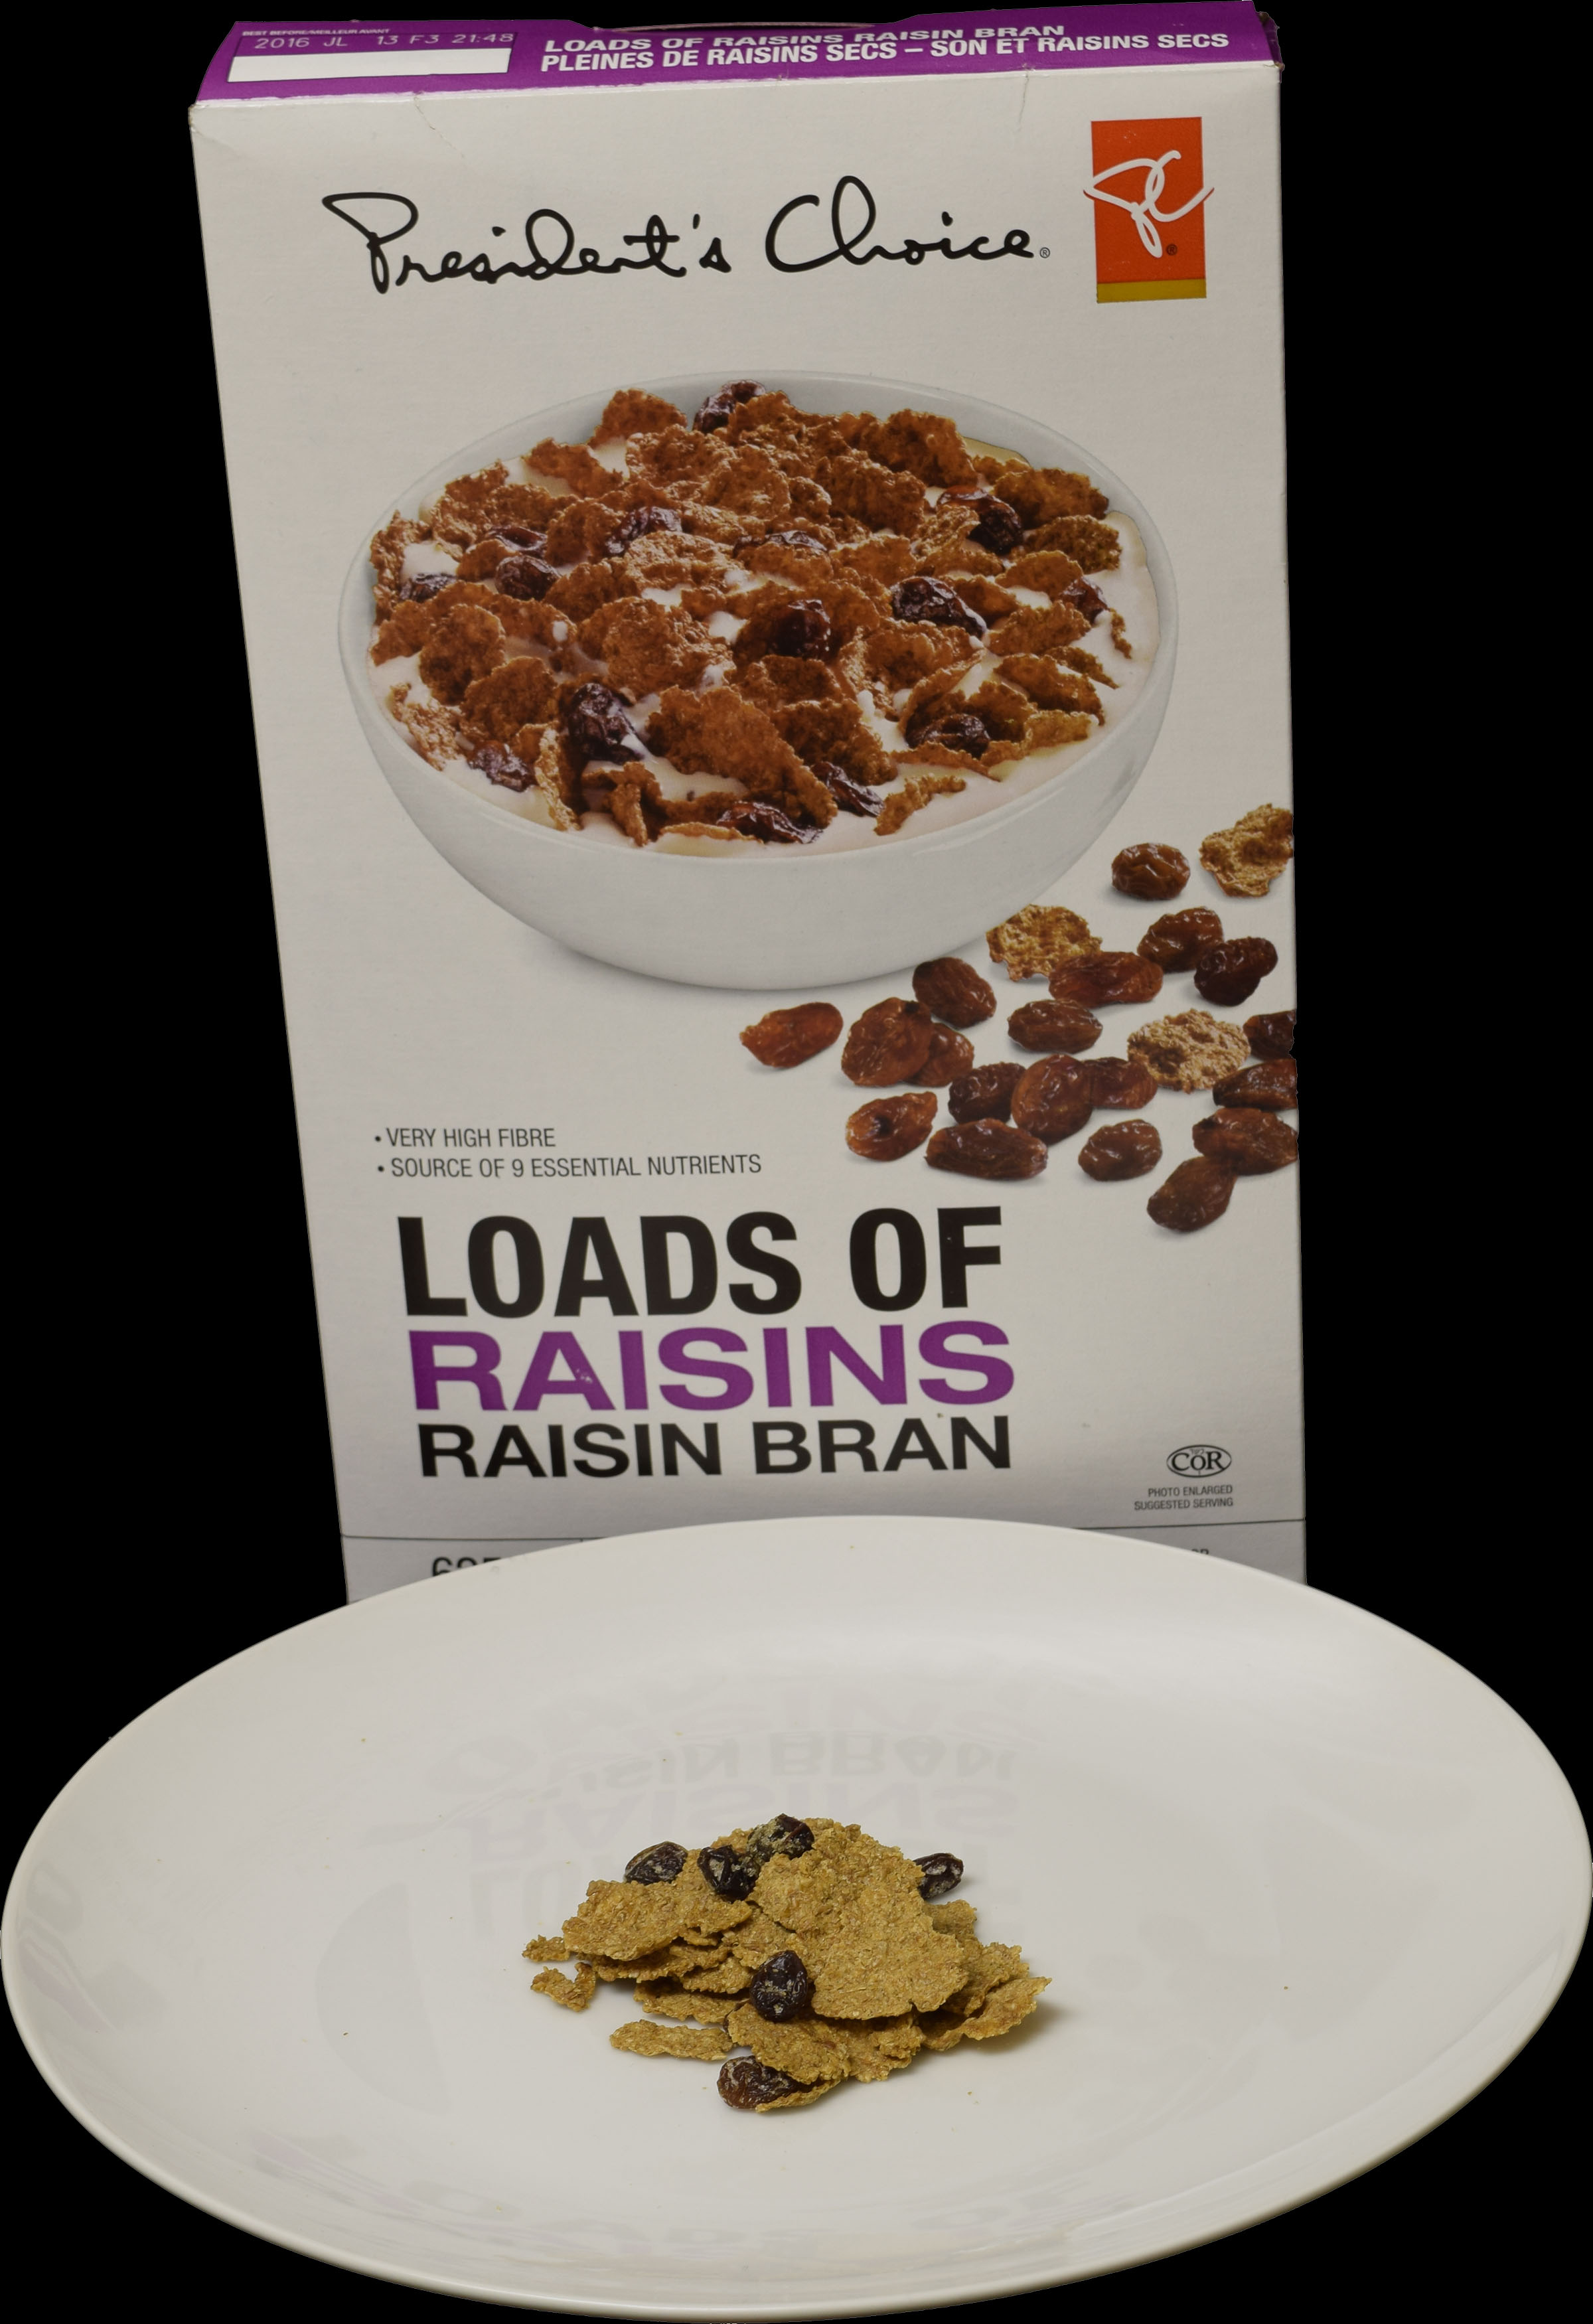 BEST BEFORE/MEILLEUR AVANT
2016 JL 13 F3 21:48
LOADS OF RAISINS RAISIN BRAN
PLEINES DE RAISINS SECS – SON ET RAISINS SECS
President's Choice®
PC®
• VERY HIGH FIBRE
• SOURCE OF 9 ESSENTIAL NUTRIENTS
LOADS OF
RAISINS
RAISIN BRAN
COR
PHOTO ENLARGED
SUGGESTED SERVING